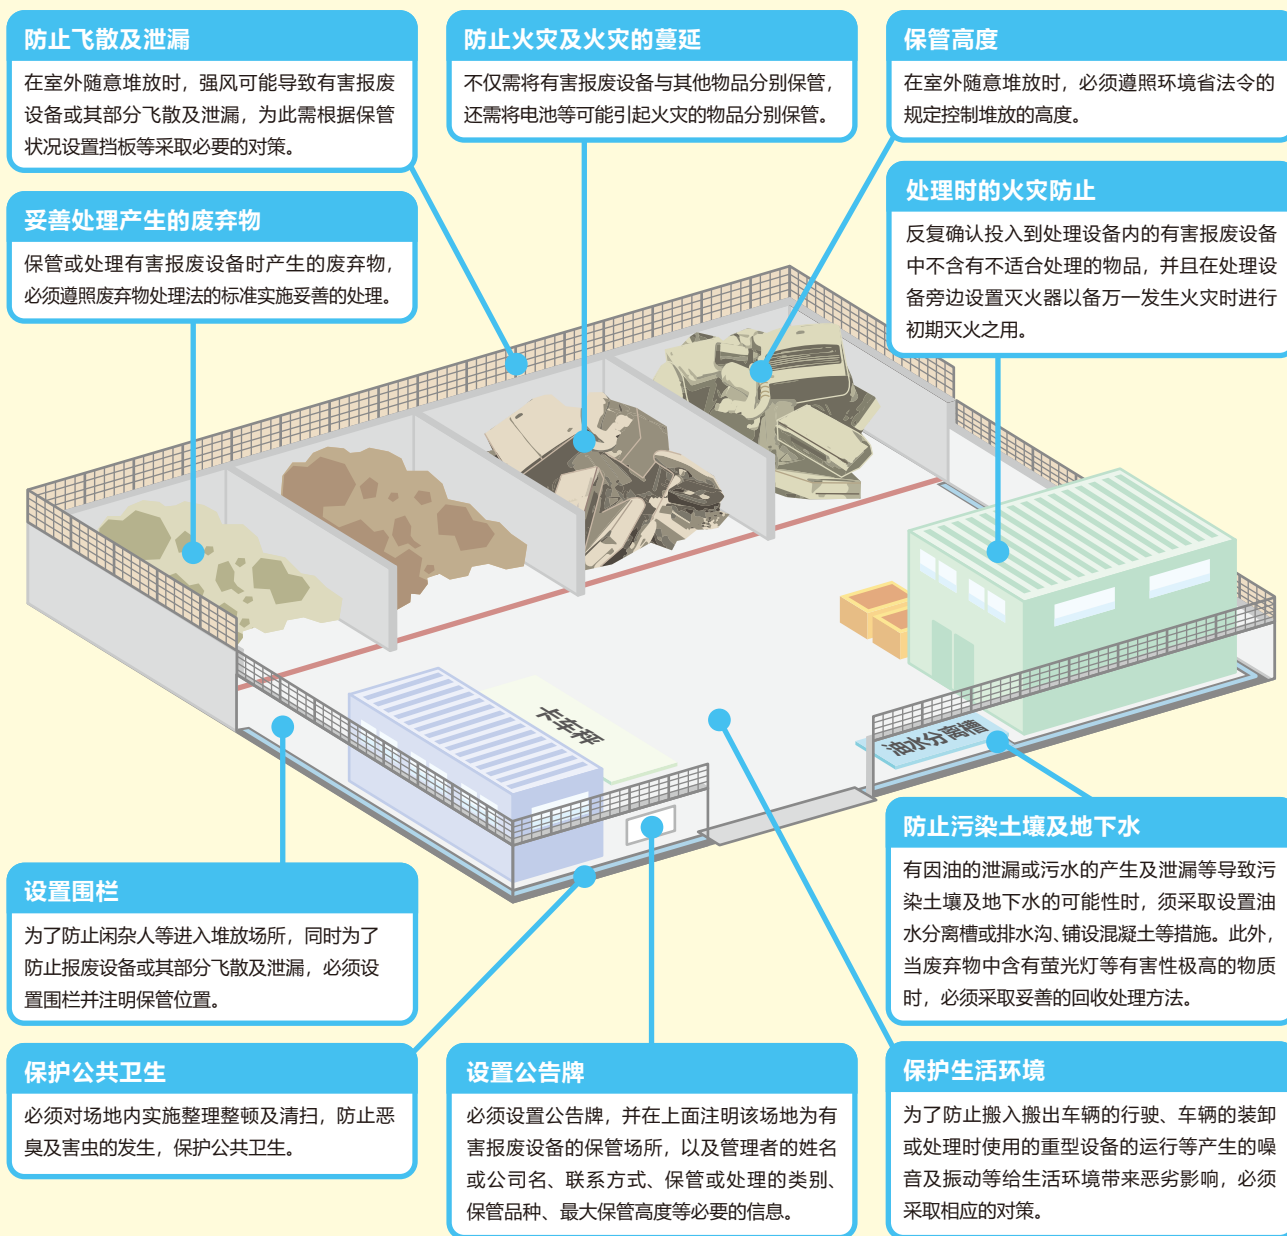 防止飞散及泄漏
在室外随意堆放时，强风可能导致有害报废
设备或其部分飞散及泄漏，为此需根据保管
状况设置挡板等采取必要的对策。
防止火灾及火灾的蔓延
不仅需将有害报废设备与其他物品分别保管，
还需将电池等可能引起火灾的物品分别保管。
保管高度
在室外随意堆放时，必须遵照环境省法令的
规定控制堆放的高度。
妥善处理产生的废弃物
保管或处理有害报废设备时产生的废弃物，
必须遵照废弃物处理法的标准实施妥善的处理。
处理时的火灾防止
反复确认投入到处理设备内的有害报废设备
中不含有不适合处理的物品，并且在处理设
备旁边设置灭火器以备万一发生火灾时进行
初期灭火之用。
卡车秤
油水分离槽
设置围栏
为了防止闲杂人等进入堆放场所，同时为了
防止报废设备或其部分飞散及泄漏，必须设
置围栏并注明保管位置。
防止污染土壤及地下水
有因油的泄漏或污水的产生及泄漏等导致污
染土壤及地下水的可能性时，须采取设置油
水分离槽或排水沟、铺设混凝土等措施。此外，
当废弃物中含有萤光灯等有害性极高的物质
时，必须采取妥善的回收处理方法。
保护公共卫生
必须对场地内实施整理整顿及清扫，防止恶
臭及害虫的发生，保护公共卫生。
设置公告牌
必须设置公告牌，并在上面注明该场地为有
害报废设备的保管场所，以及管理者的姓名
或公司名、联系方式、保管或处理的类别、
保管品种、最大保管高度等必要的信息。
保护生活环境
为了防止搬入搬出车辆的行驶、车辆的装卸
或处理时使用的重型设备的运行等产生的噪
音及振动等给生活环境带来恶劣影响，必须
采取相应的对策。